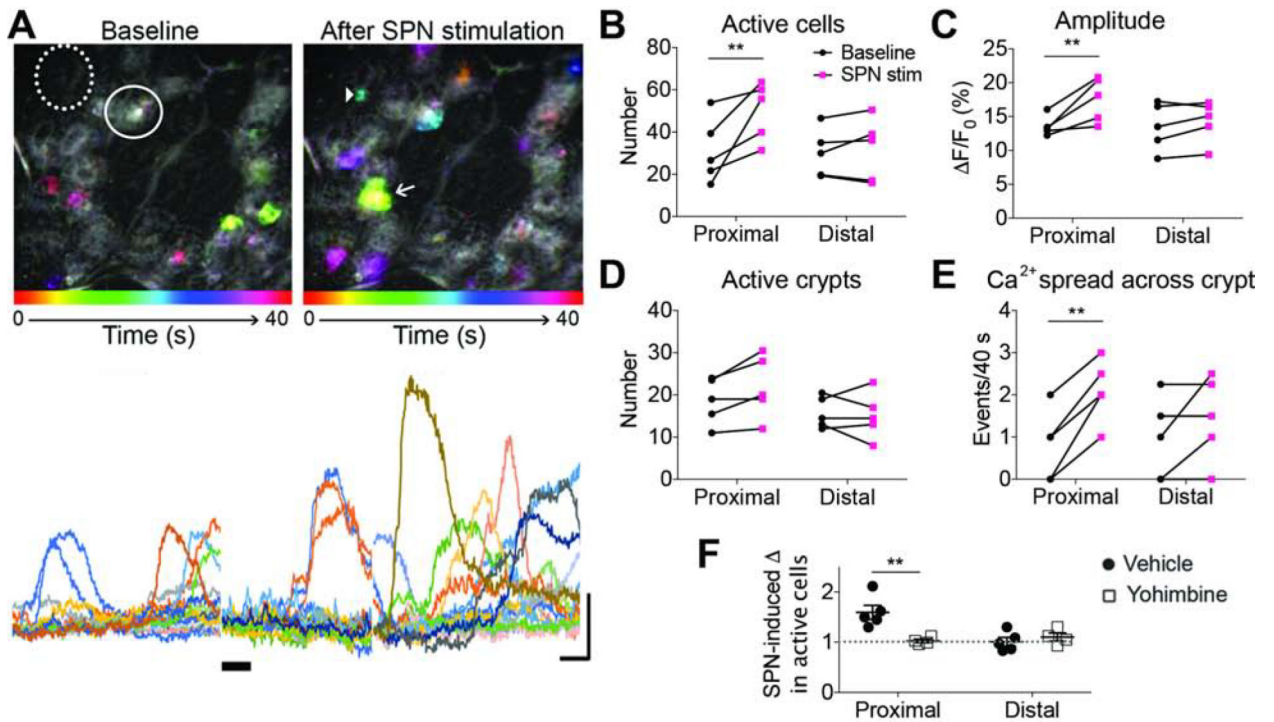 A
Baseline
After SPN stimulation
0
40
0
40
Time (s)
Time (s)
B
Active cells
**
Baseline
SPN stim
Number
80
60
40
20
0
Proximal
Distal
C
Amplitude
**
ΔF/F₀ (%)
25
20
15
10
5
0
Proximal
Distal
D
Active crypts
Number
40
30
20
10
0
Proximal
Distal
E
Ca²⁺ spread across crypt
**
Events/40 s
4
3
2
1
0
Proximal
Distal
F
SPN-induced Δ
in active cells
**
2
1
0
Proximal
Distal
Vehicle
Yohimbine